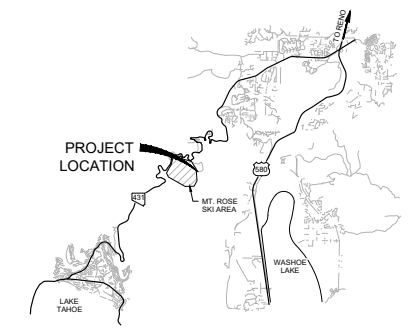 TO RENO
PROJECT
LOCATION
580
431
MT. ROSE
SKI AREA
WASHOE
LAKE
LAKE
TAHOE